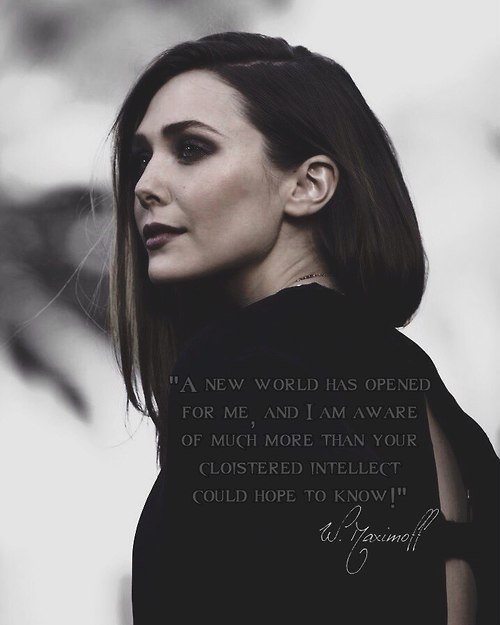 "A new world has opened
for me, and I am aware
of much more than your
cloistered intellect
could hope to know!"
W. Maximoff